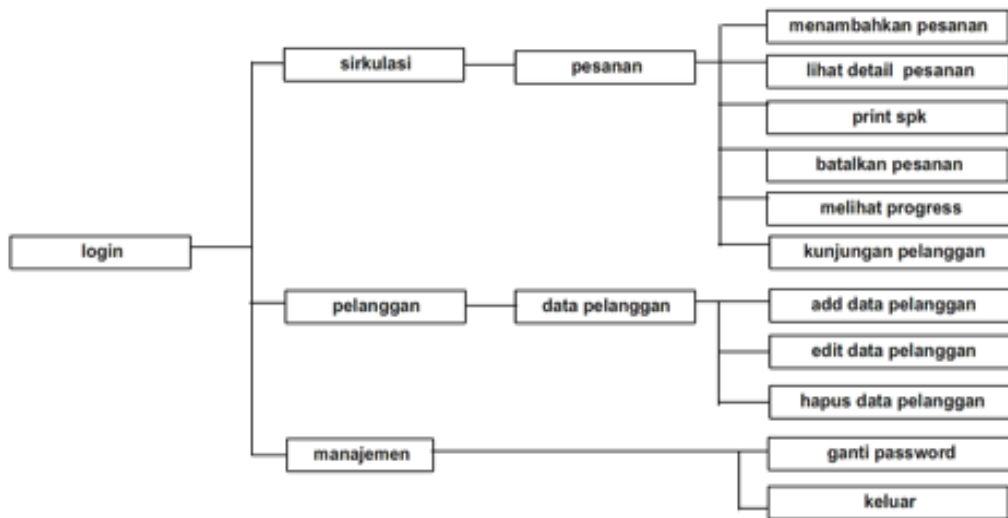 menambahkan pesanan
sirkulasi
pesanan
lihat detail pesanan
print spk
batalkan pesanan
melihat progress
login
kunjungan pelanggan
pelanggan
data pelanggan
add data pelanggan
edit data pelanggan
hapus data pelanggan
manajemen
ganti password
keluar